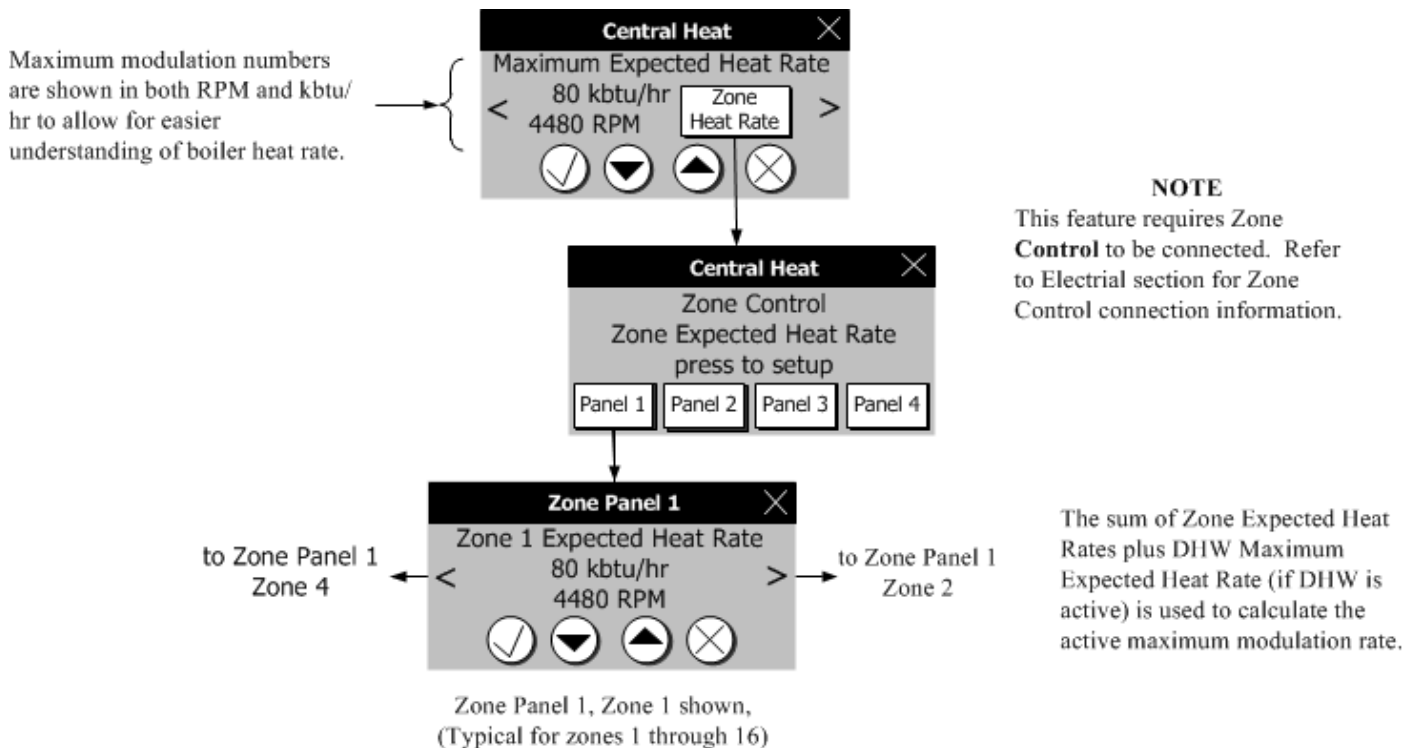 Maximum modulation numbers
are shown in both RPM and kbtu/
hr to allow for easier
understanding of boiler heat rate.
Central Heat
Maximum Expected Heat Rate
80 kbtu/hr
4480 RPM
Zone
Heat Rate
< >
NOTE
This feature requires Zone
Control to be connected. Refer
to Electrial section for Zone
Control connection information.
Central Heat
Zone Control
Zone Expected Heat Rate
press to setup
Panel 1 Panel 2 Panel 3 Panel 4
Zone Panel 1
Zone 1 Expected Heat Rate
80 kbtu/hr
4480 RPM
< >
to Zone Panel 1
Zone 4
to Zone Panel 1
Zone 2
The sum of Zone Expected Heat
Rates plus DHW Maximum
Expected Heat Rate (if DHW is
active) is used to calculate the
active maximum modulation rate.
Zone Panel 1, Zone 1 shown,
(Typical for zones 1 through 16)